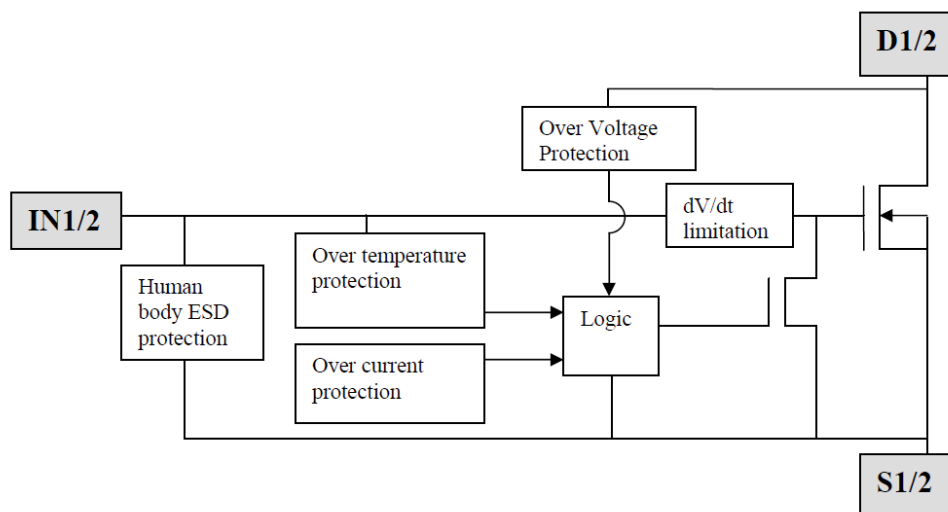 D1/2
Over Voltage
Protection
IN1/2
dV/dt
limitation
Over temperature
protection
Human
body ESD
protection
Logic
Over current
protection
S1/2